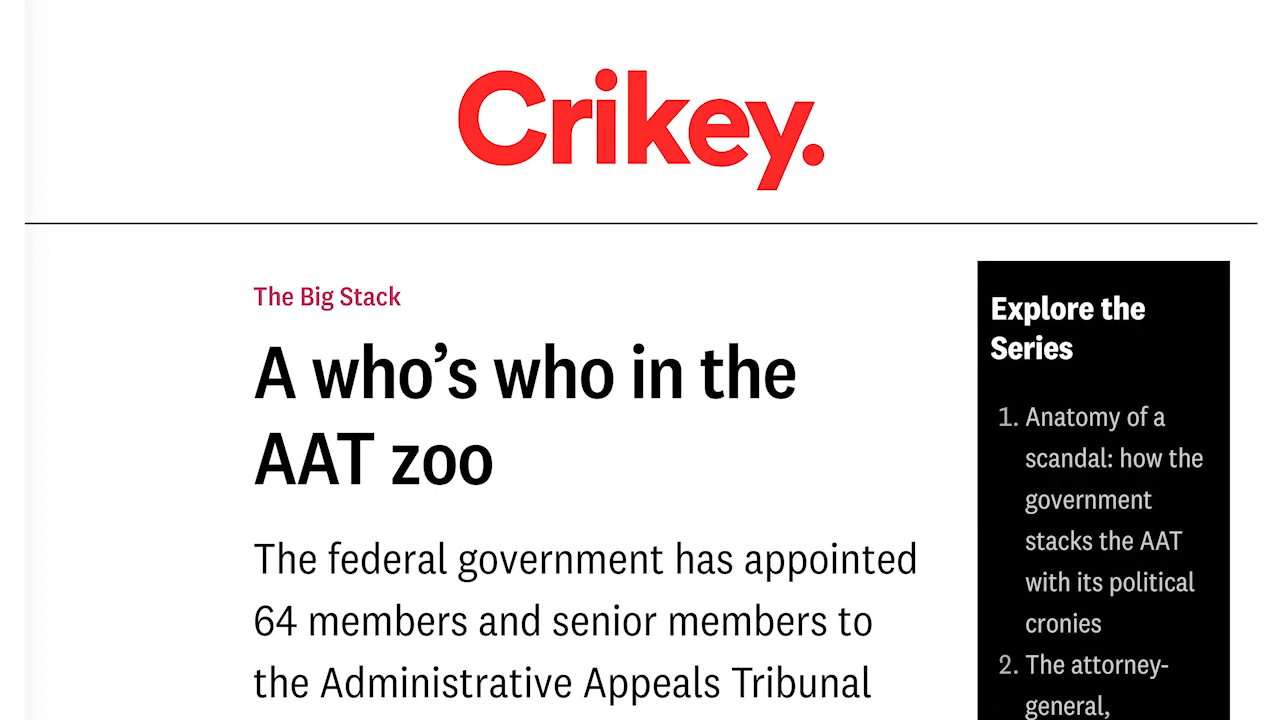 Crikey.
The Big Stack
A who’s who in the
AAT zoo
The federal government has appointed
64 members and senior members to
the Administrative Appeals Tribunal
Explore the
Series
1. Anatomy of a
scandal: how the
government
stacks the AAT
with its political
cronies
2. The attorney-
general,